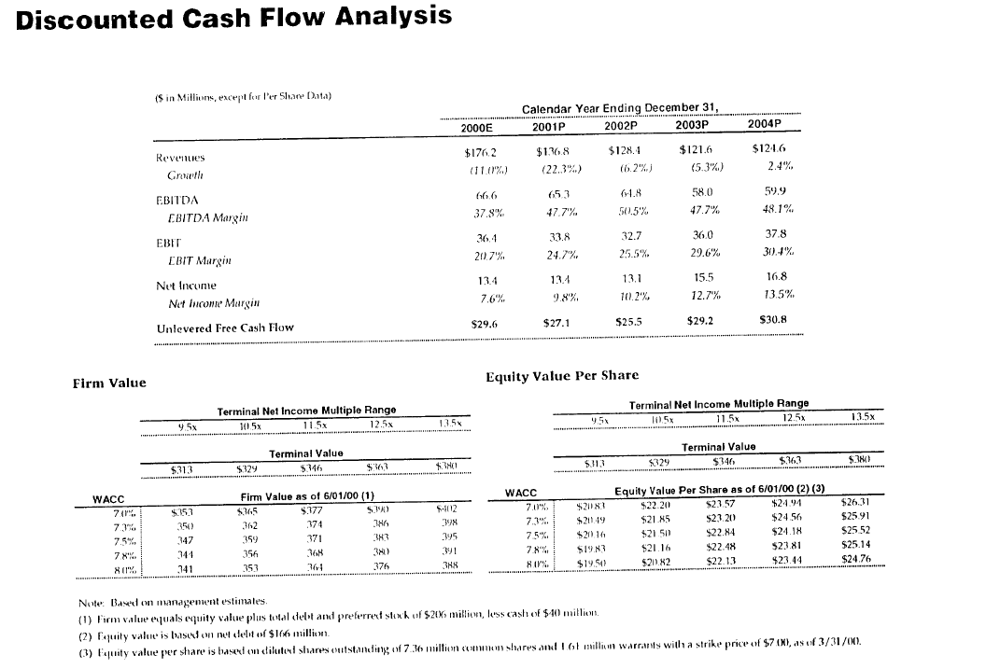 Discounted Cash Flow Analysis
($ in Millions, except for Per Share Data)
Calendar Year Ending December 31,
2000E 2001P 2002P 2003P 2004P
Revenues $176.2 $136.8 $128.4 $121.6 $124.6
Growth (11.0%) (22.3%) (6.2%) (5.3%) 2.4%
EBITDA 66.6 65.3 64.8 58.0 59.9
EBITDA Margin 37.8% 47.7% 50.5% 47.7% 48.1%
EBIT 36.4 33.8 32.7 36.0 37.8
EBIT Margin 20.7% 24.7% 25.5% 29.6% 30.4%
Net Income 13.4 13.4 13.1 15.5 16.8
Net Income Margin 7.6% 9.8% 10.2% 12.7% 13.5%
Unlevered Free Cash Flow $29.6 $27.1 $25.5 $29.2 $30.8
Firm Value
Terminal Net Income Multiple Range
9.5x 10.5x 11.5x 12.5x 13.5x
Terminal Value
$313 $329 $346 $363 $380
WACC Firm Value as of 6/01/00 (1)
7.0% $353 $365 $377 $390 $402
7.3% 350 362 374 386 398
7.5% 347 359 371 383 395
7.8% 344 356 368 380 391
8.0% 341 353 364 376 388
Equity Value Per Share
Terminal Net Income Multiple Range
9.5x 10.5x 11.5x 12.5x 13.5x
Terminal Value
$313 $329 $346 $363 $380
WACC Equity Value Per Share as of 6/01/00 (2) (3)
7.0% $20.83 $22.20 $23.57 $24.94 $26.31
7.3% $20.49 $21.85 $23.20 $24.56 $25.91
7.5% $20.16 $21.50 $22.84 $24.18 $25.52
7.8% $19.83 $21.16 $22.48 $23.81 $25.14
8.0% $19.50 $20.82 $22.13 $23.44 $24.76
Note: Based on management estimates.
(1) Firm value equals equity value plus total debt and preferred stock of $206 million, less cash of $40 million.
(2) Equity value is based on net debt of $166 million.
(3) Equity value per share is based on diluted shares outstanding of 7.36 million common shares and 1.61 million warrants with a strike price of $7.00, as of 3/31/00.